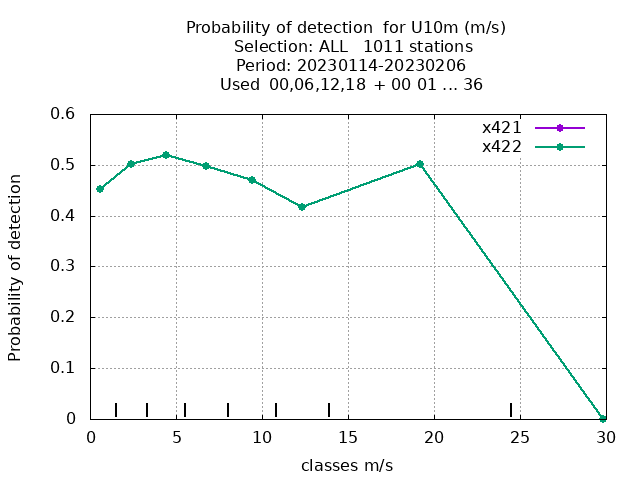 Probability of detection  for U10m (m/s)
Selection: ALL   1011 stations
Period: 20230114-20230206
Used  00,06,12,18  + 00 01 ... 36
x421
x422
0.6
0.5
0.4
0.3
0.2
0.1
0
Probability of detection
0 5 10 15 20 25 30
classes m/s